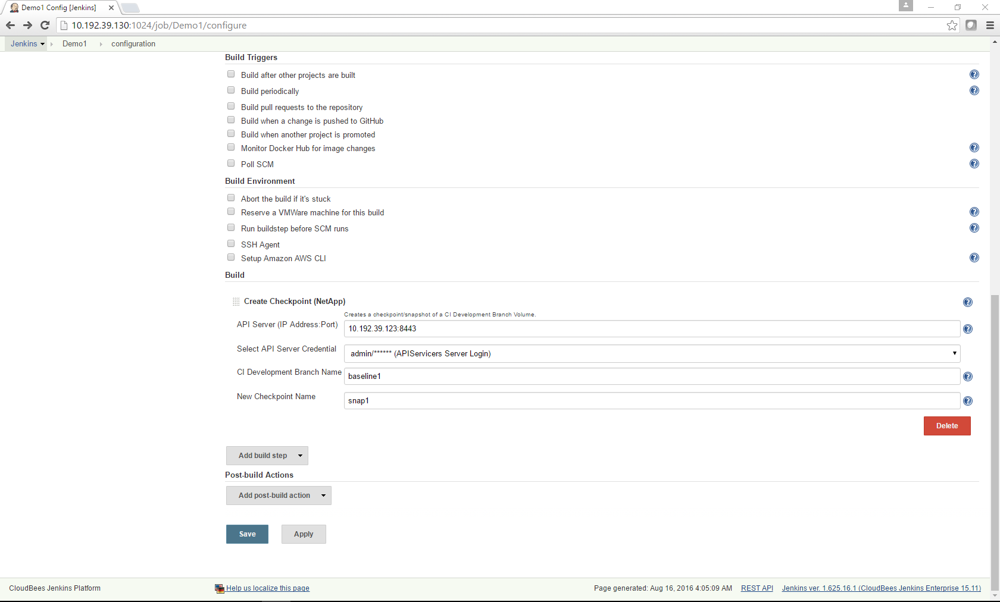 Demo1 Config [Jenkins]
10.192.39.130:1024/job/Demo1/configure
Jenkins Demo1 configuration
Build Triggers
Build after other projects are built
Build periodically
Build pull requests to the repository
Build when a change is pushed to GitHub
Build when another project is promoted
Monitor Docker Hub for image changes
Poll SCM
Build Environment
Abort the build if it's stuck
Reserve a VMWare machine for this build
Run buildstep before SCM runs
SSH Agent
Setup Amazon AWS CLI
Build
Create Checkpoint (NetApp)
Creates a checkpoint/snapshot of a CI Development Branch Volume.
API Server (IP Address:Port) 10.192.39.123:8443
Select API Server Credential admin/****** (APIServicers Server Login)
CI Development Branch Name baseline1
New Checkpoint Name snap1
Delete
Add build step
Post-build Actions
Add post-build action
Save Apply
CloudBees Jenkins Platform Help us localize this page Page generated: Aug 16, 2016 4:05:09 AM REST API Jenkins ver. 1.625.16.1 (CloudBees Jenkins Enterprise 15.11)